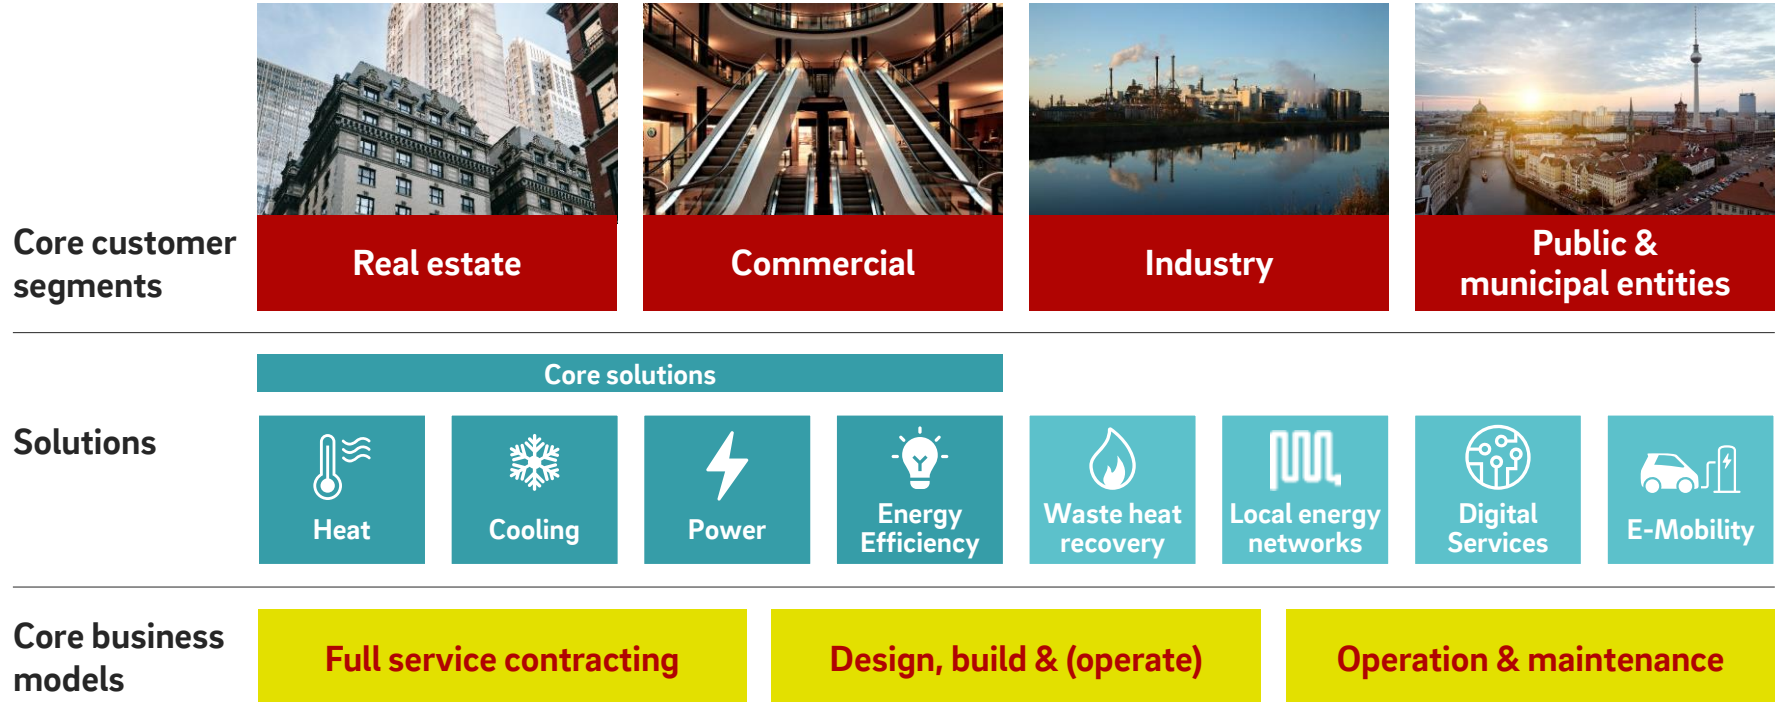 Core customer
segments
Real estate
Commercial
Industry
Public &
municipal entities
Core solutions
Solutions
Heat
Cooling
Power
Energy
Efficiency
Waste heat
recovery
Local energy
networks
Digital
Services
E-Mobility
Core business
models
Full service contracting
Design, build & (operate)
Operation & maintenance